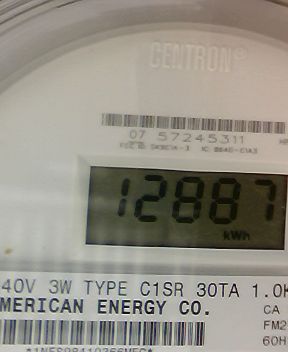 CENTRON®
07 57245311
12887
kWh
40V 3W TYPE C1SR 30TA 1.0K
MERICAN ENERGY CO.
CA
FM2
60H